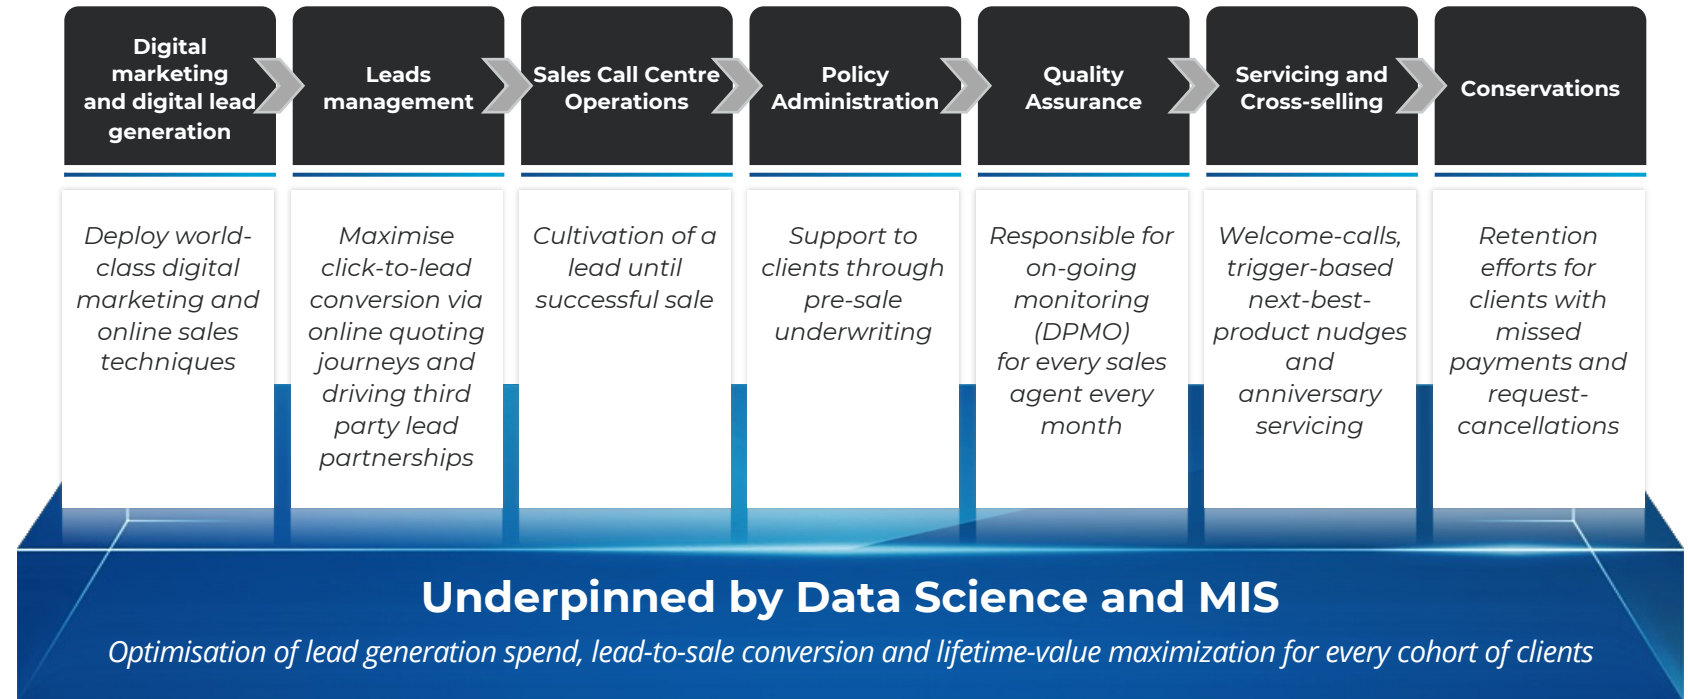 Digital
marketing
and digital lead
generation
Leads
management
Sales Call Centre
Operations
Policy
Administration
Quality
Assurance
Servicing and
Cross-selling
Conservations
Deploy world-
class digital
marketing and
online sales
techniques
Maximise
click-to-lead
conversion via
online quoting
journeys and
driving third
party lead
partnerships
Cultivation of a
lead until
successful sale
Support to
clients through
pre-sale
underwriting
Responsible for
on-going
monitoring
(DPMO)
for every sales
agent every
month
Welcome-calls,
trigger-based
next-best-
product nudges
and
anniversary
servicing
Retention
efforts for
clients with
missed
payments and
request-
cancellations
Underpinned by Data Science and MIS
Optimisation of lead generation spend, lead-to-sale conversion and lifetime-value maximization for every cohort of clients